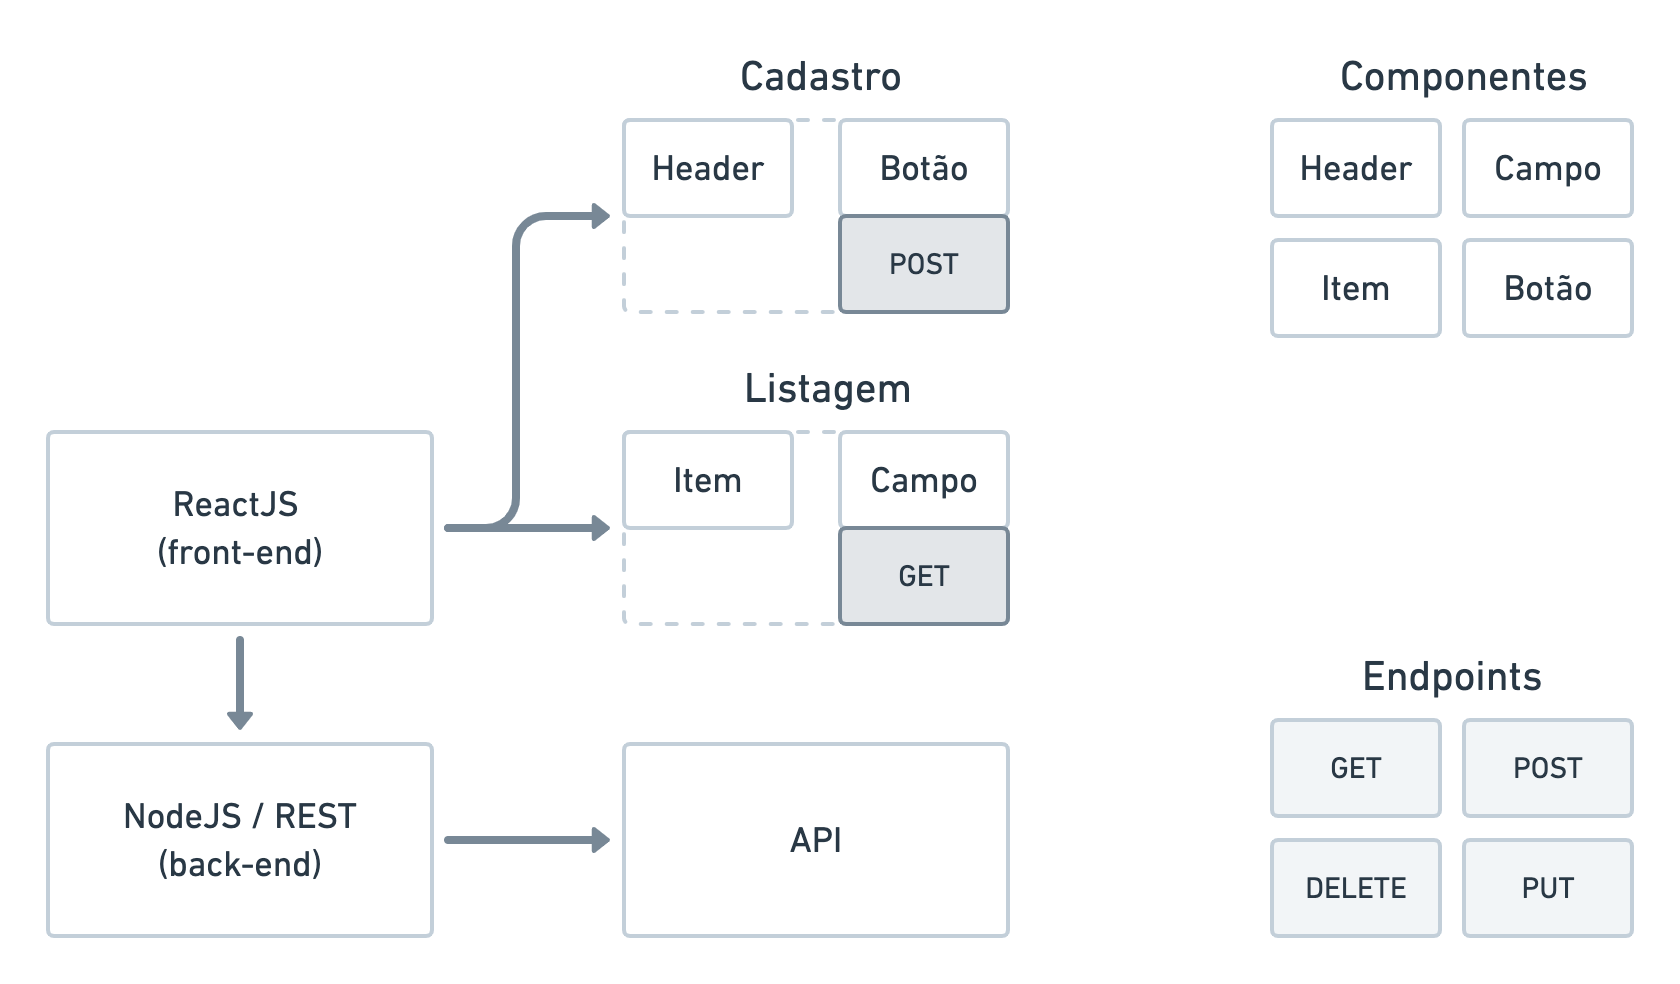 Cadastro
Header
Botão
POST
Listagem
Item
Campo
GET
ReactJS
(front-end)
NodeJS / REST
(back-end)
API
Componentes
Header
Campo
Item
Botão
Endpoints
GET
POST
DELETE
PUT